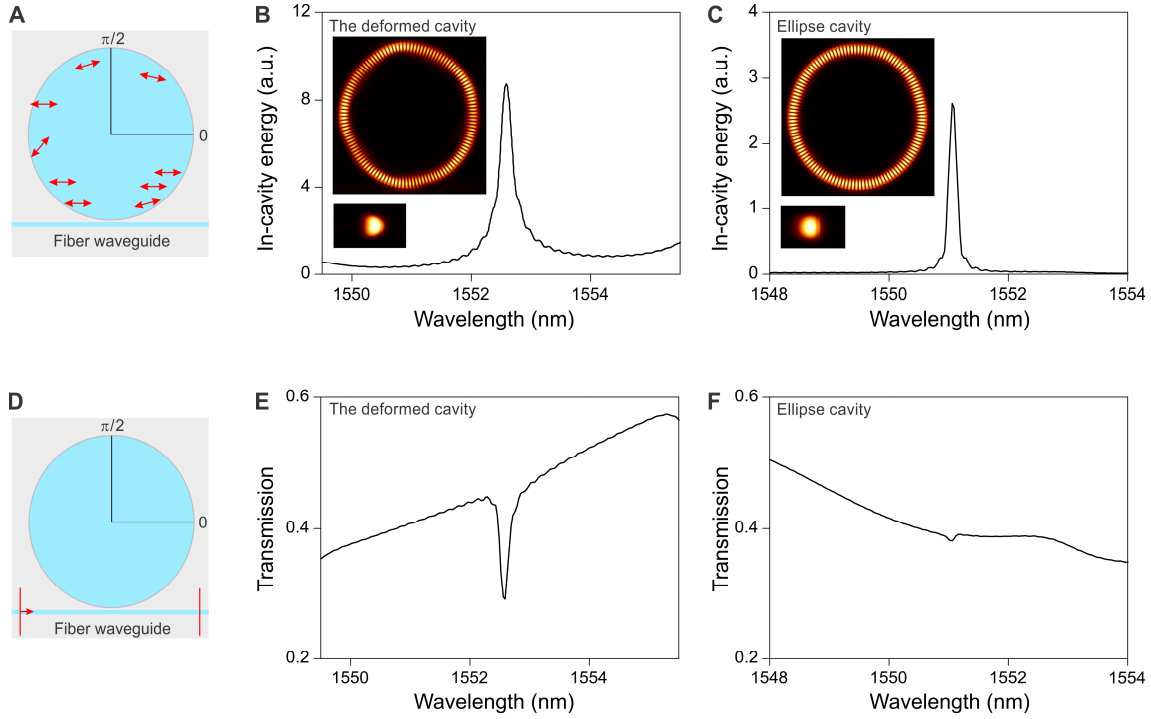 A
π/2
0
Fiber waveguide
B
The deformed cavity
In-cavity energy (a.u.)
12
8
4
0
1550
1552
1554
Wavelength (nm)
C
Ellipse cavity
In-cavity energy (a.u.)
4
3
2
1
0
1548
1550
1552
1554
Wavelength (nm)
D
π/2
0
Fiber waveguide
E
The deformed cavity
Transmission
0.6
0.4
0.2
1550
1552
1554
Wavelength (nm)
F
Ellipse cavity
Transmission
0.6
0.4
0.2
1548
1550
1552
1554
Wavelength (nm)